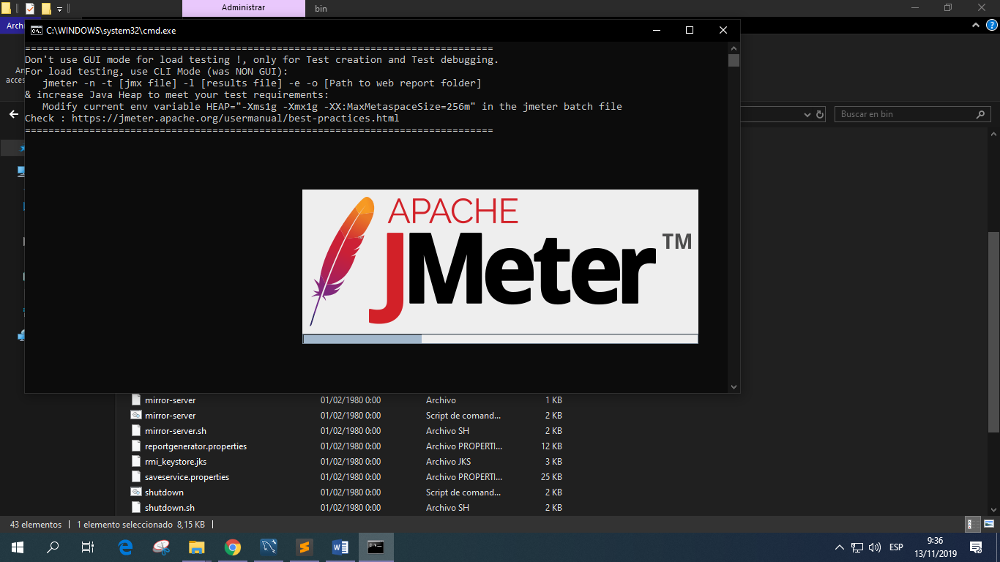 Administrar
bin
Archi
C:\WINDOWS\system32\cmd.exe
===============================================================================
Don't use GUI mode for load testing !, only for Test creation and Test debugging.
For load testing, use CLI Mode (was NON GUI):
jmeter -n -t [jmx file] -l [results file] -e -o [Path to web report folder]
& increase Java Heap to meet your test requirements:
Modify current env variable HEAP="-Xms1g -Xmx1g -XX:MaxMetaspaceSize=256m" in the jmeter batch file
Check : https://jmeter.apache.org/usermanual/best-practices.html
===============================================================================
An
acces
Buscar en bin
APACHE
JMeter TM
mirror-server 01/02/1980 0:00 Archivo 1 KB
mirror-server 01/02/1980 0:00 Script de comand... 2 KB
mirror-server.sh 01/02/1980 0:00 Archivo SH 2 KB
reportgenerator.properties 01/02/1980 0:00 Archivo PROPERTI... 12 KB
rmi_keystore.jks 01/02/1980 0:00 Archivo JKS 3 KB
saveservice.properties 01/02/1980 0:00 Archivo PROPERTI... 25 KB
shutdown 01/02/1980 0:00 Script de comand... 2 KB
shutdown.sh 01/02/1980 0:00 Archivo SH 2 KB
43 elementos 1 elemento seleccionado 8,15 KB
ESP
9:36
13/11/2019